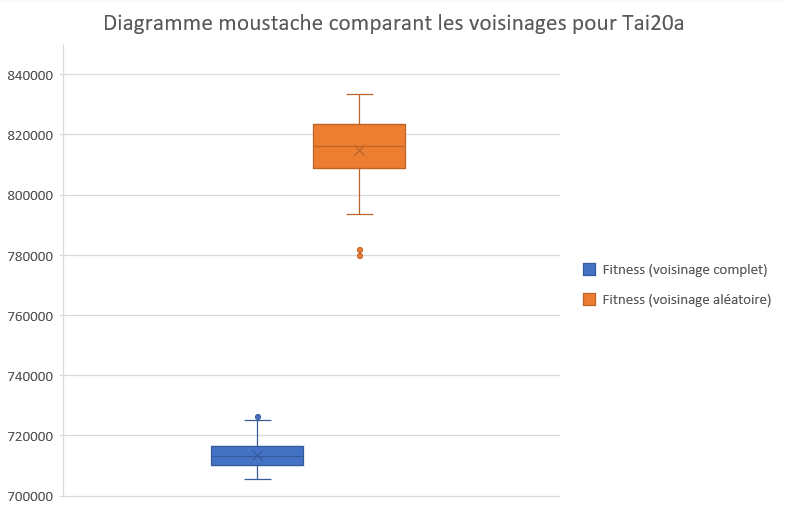 Diagramme moustache comparant les voisinages pour Tai20a
840000
820000
800000
780000
760000
740000
720000
700000
Fitness (voisinage complet)
Fitness (voisinage aléatoire)